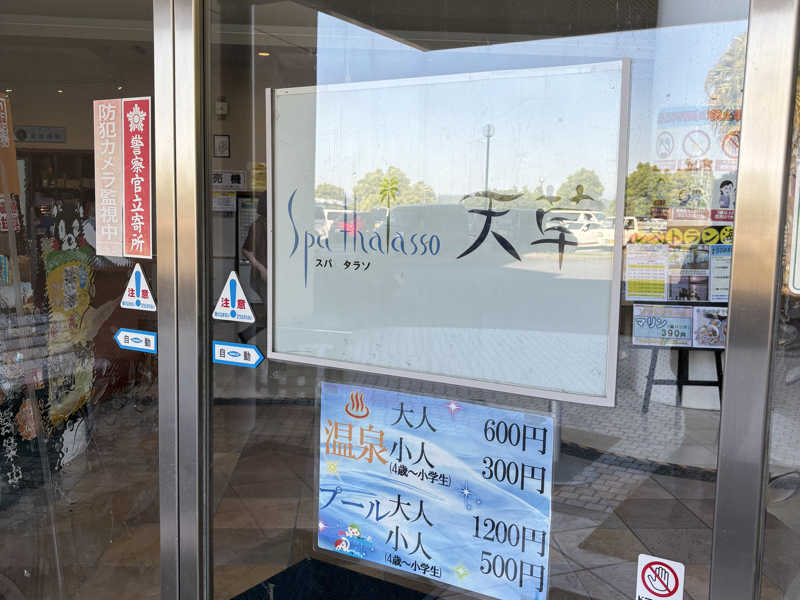 防犯カメラ監視中
警察官立寄所
注意
自動
注意
自動
売機
Spa thalasso 天草
スパ タラソ
マリン
390円
温泉
大人 600円
小人 300円
(4歳〜小学生)
プール
大人 1200円
小人 500円
(4歳〜小学生)